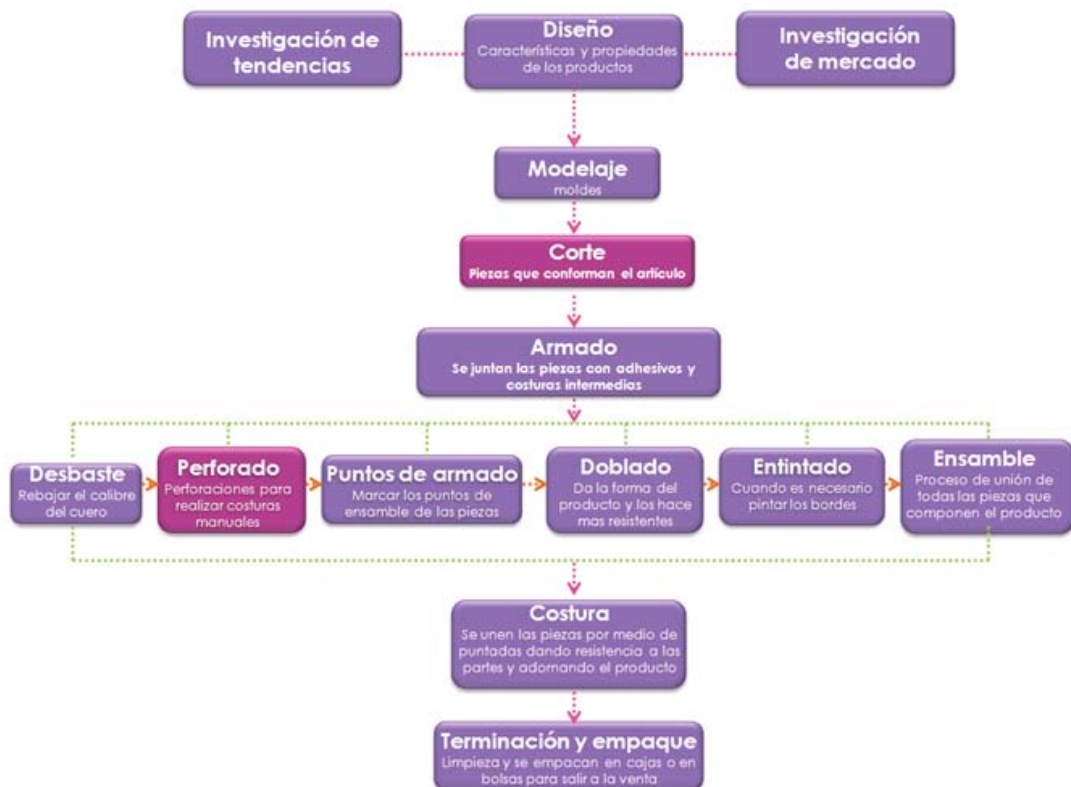 Investigación de
tendencias
Diseño
Características y propiedades
de los productos
Investigación
de mercado
Modelaje
moldes
Corte
Piezas que conforman el artículo
Armado
Se juntan las piezas con adhesivos y
costuras intermedias
Desbaste
Rebajar el calibre
del cuero
Perforado
Perforaciones para
realizar costuras
manuales
Puntos de armado
Marcar los puntos de
ensamble de las piezas
Doblado
Da la forma del
producto y los hace
mas resistentes
Entintado
Cuando es necesario
pintar los bordes
Ensamble
Proceso de unión de
todas las piezas que
componen el producto
Costura
Se unen las piezas por medio de
puntadas dando resistencia a las
partes y adornando el producto
Terminación y empaque
Limpieza y se empacan en cajas o en
bolsas para salir a la venta